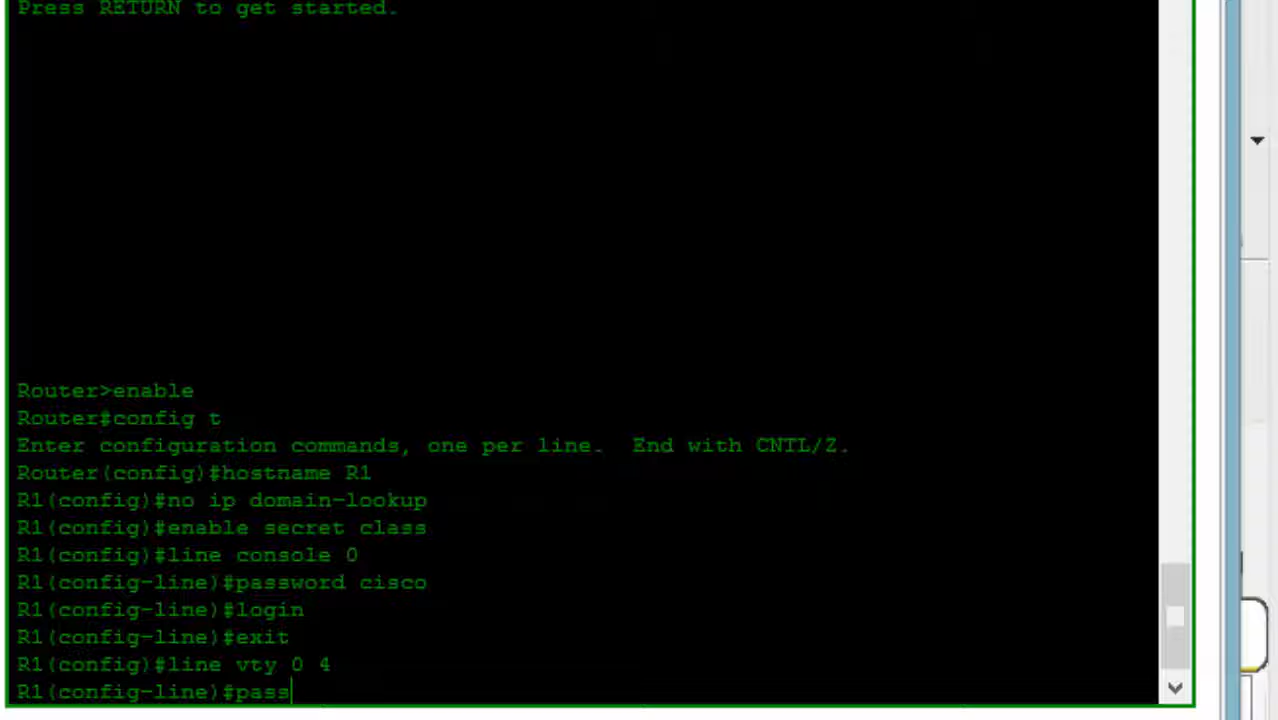 Press RETURN to get started.
Router>enable
Router#config t
Enter configuration commands, one per line.  End with CNTL/Z.
Router(config)#hostname R1
R1(config)#no ip domain-lookup
R1(config)#enable secret class
R1(config)#line console 0
R1(config-line)#password cisco
R1(config-line)#login
R1(config-line)#exit
R1(config)#line vty 0 4
R1(config-line)#pass